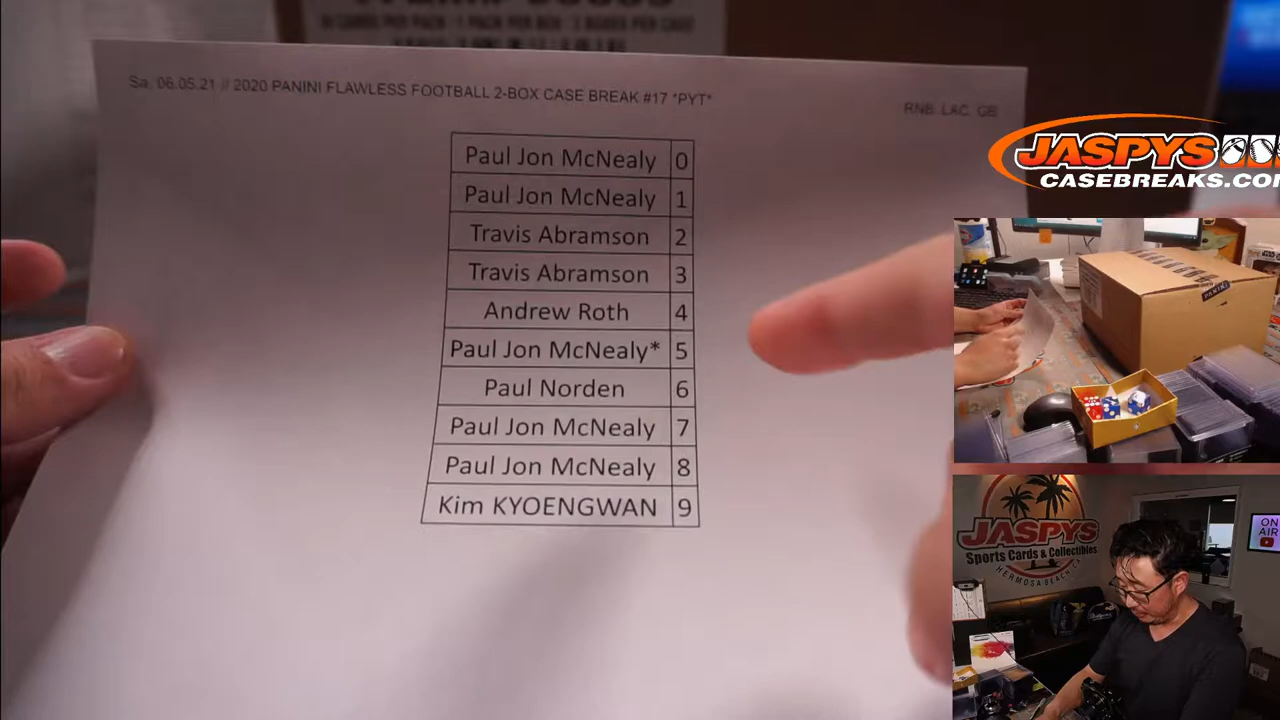 Sa, 06.05.21 // 2020 PANINI FLAWLESS FOOTBALL 2-BOX CASE BREAK #17 *PYT*
RNB. LAC, GB
Paul Jon McNealy 0
Paul Jon McNealy 1
Travis Abramson 2
Travis Abramson 3
Andrew Roth 4
Paul Jon McNealy* 5
Paul Norden 6
Paul Jon McNealy 7
Paul Jon McNealy 8
Kim KYOENGWAN 9
JASPYS
CASEBREAKS.CO
PANINI
JASPYS
Sports Cards & Collectibles
HERMOSA BEACH CA
ON
AIR